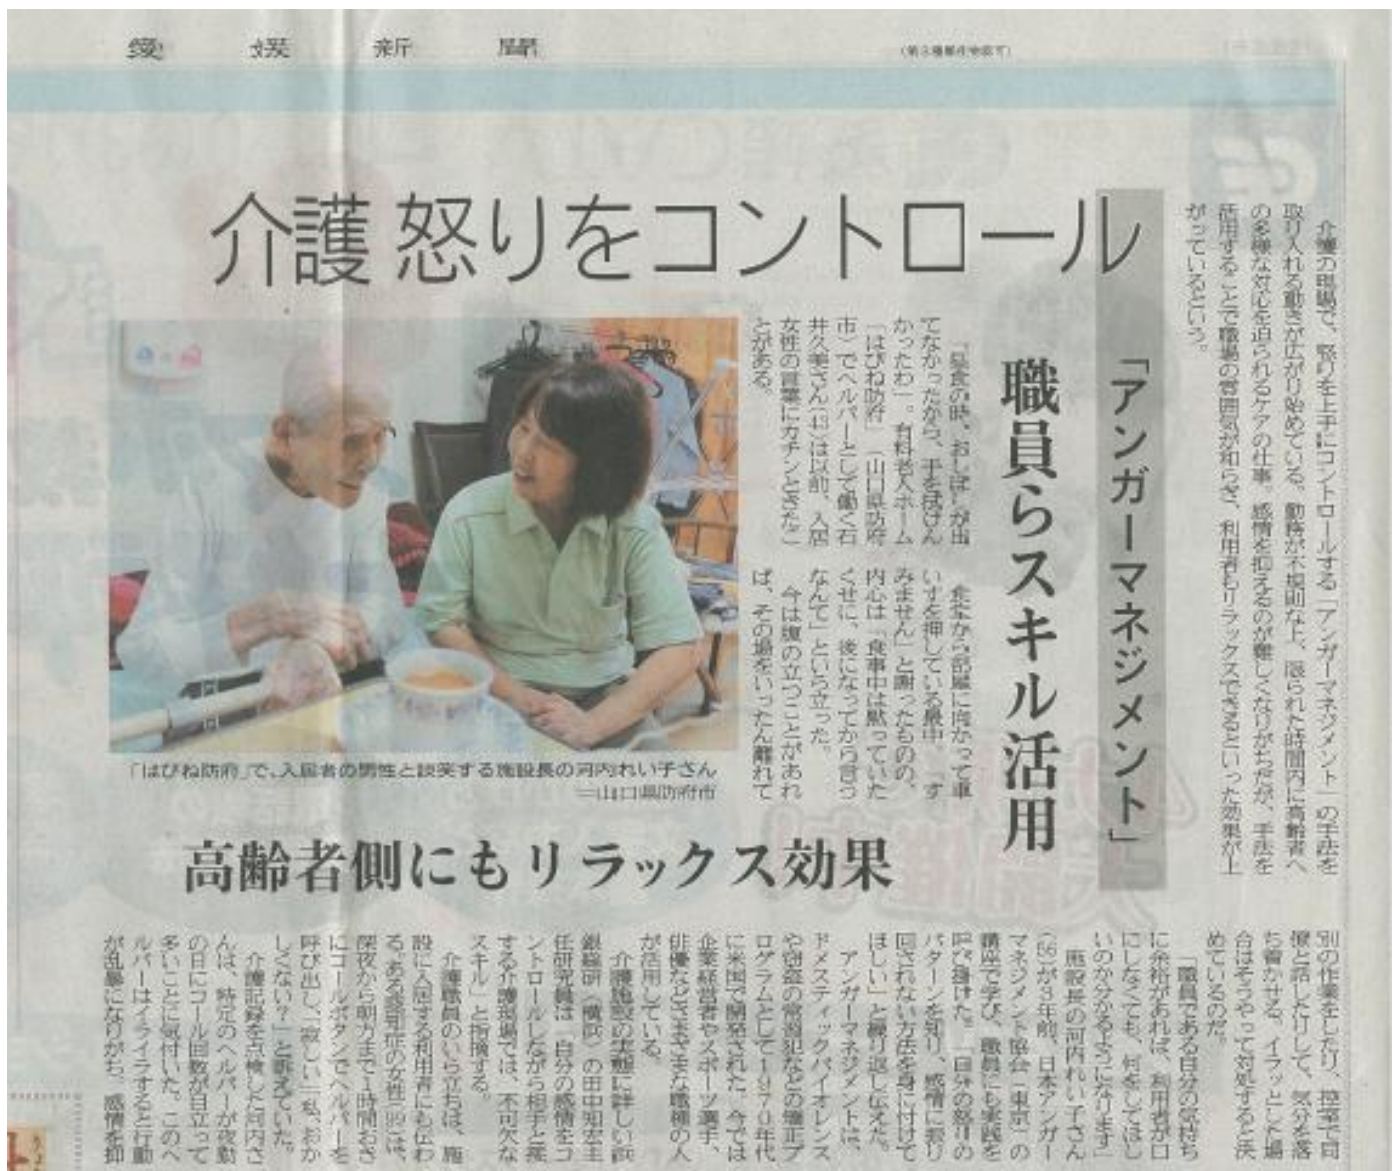 愛媛新聞
(第3種郵便物認可)
介護 怒りをコントロール
「アンガーマネジメント」
職員らスキル活用
高齢者側にもリラックス効果
介護の現場で、怒りを上手にコントロールする「アンガーマネジメント」の手法を
取り入れる動きが広がり始めている。勤務が不規則な上、限られた時間内に高齢者へ
の多様な対応を迫られるケアの仕事。感情を抑えるのが難しくなりがちだが、手法を
活用することで職場の雰囲気が和らぎ、利用者もリラックスできるといった効果が上
がっているという。
「昼食の時、おしぼりが出
てなかったから、手を拭けん
かったわ」。有料老人ホーム
「はぴね防府」(山口県防府
市)でヘルパーとして働く石
井久美さん(43)は以前、入居
女性の言葉にカチンときたこ
とがある。
食堂から部屋に向かって車
いすを押している最中。「す
みません」と謝ったものの、
内心は「食事中は黙っていた
くせに、後になってから言う
なんて」といら立った。
今は腹の立つことがあれ
ば、その場をいったん離れて
「はぴね防府」で、入居者の男性と談笑する施設長の河内れい子さん
=山口県防府市
別の作業をしたり、控室で同
僚と話したりして、気分を落
ち着かせる。イラッとした場
合はそうやって対処すると決
めているのだ。
「職員である自分の気持ち
に余裕があれば、利用者が口
にしなくても、何をしてほし
いのか分かるようになります」
施設長の河内れい子さん
(56)が3年前、日本アンガー
マネジメント協会(東京)の
講座で学び、職員にも実践を
呼び掛けた。「自分の怒りの
パターンを知り、感情に振り
回されない方法を身に付けて
ほしい」と繰り返し伝えた。
アンガーマネジメントは、
ドメスティックバイオレンス
や窃盗の常習犯などの矯正プ
ログラムとして1970年代
に米国で開発された。今では
企業経営者やスポーツ選手、
俳優などさまざまな職種の人
が活用している。
介護施設の実態に詳しい浜
銀総研(横浜)の田中知宏主
任研究員は「自分の感情をコ
ントロールしながら相手と接
する介護現場では、不可欠な
スキル」と指摘する。
介護職員のいら立ちは、施
設に入居する利用者にも伝わ
る。ある認知症の女性(89)は、
深夜から明方まで1時間おき
にコールボタンでヘルパーを
呼び出し、「寂しい」「私、おか
しくない?」と訴えていた。
介護記録を点検した河内さ
んは、特定のヘルパーが夜勤
の日にコール回数が目立って
多いことに気付いた。このヘ
ルパーはイライラすると行動
が乱暴になりがち。感情を抑